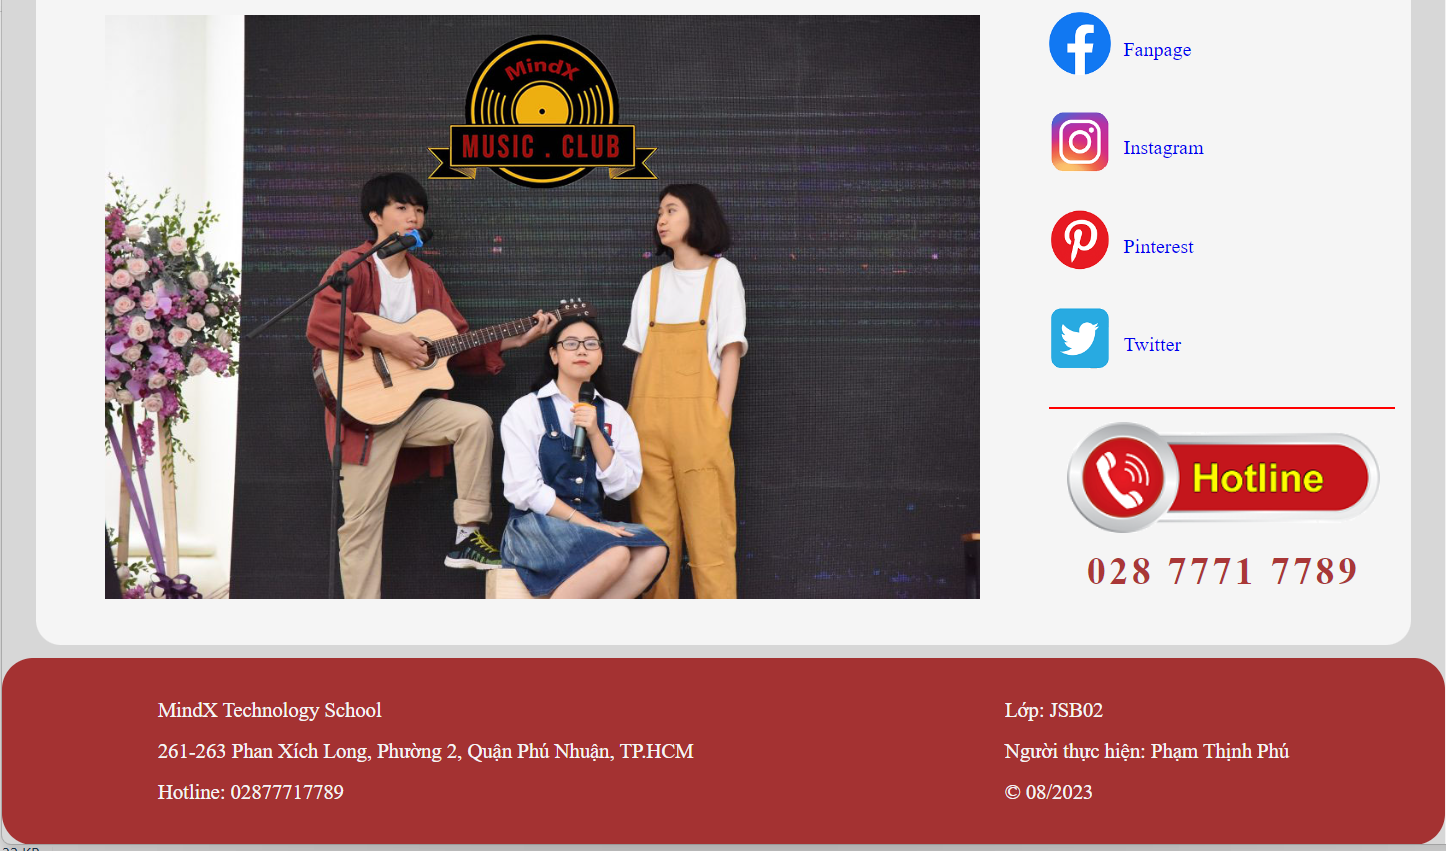 MindX
MUSIC . CLUB
Fanpage
Instagram
Pinterest
Twitter
Hotline
028 7771 7789
MindX Technology School
261-263 Phan Xích Long, Phường 2, Quận Phú Nhuận, TP.HCM
Hotline: 02877717789
Lớp: JSB02
Người thực hiện: Phạm Thịnh Phú
© 08/2023